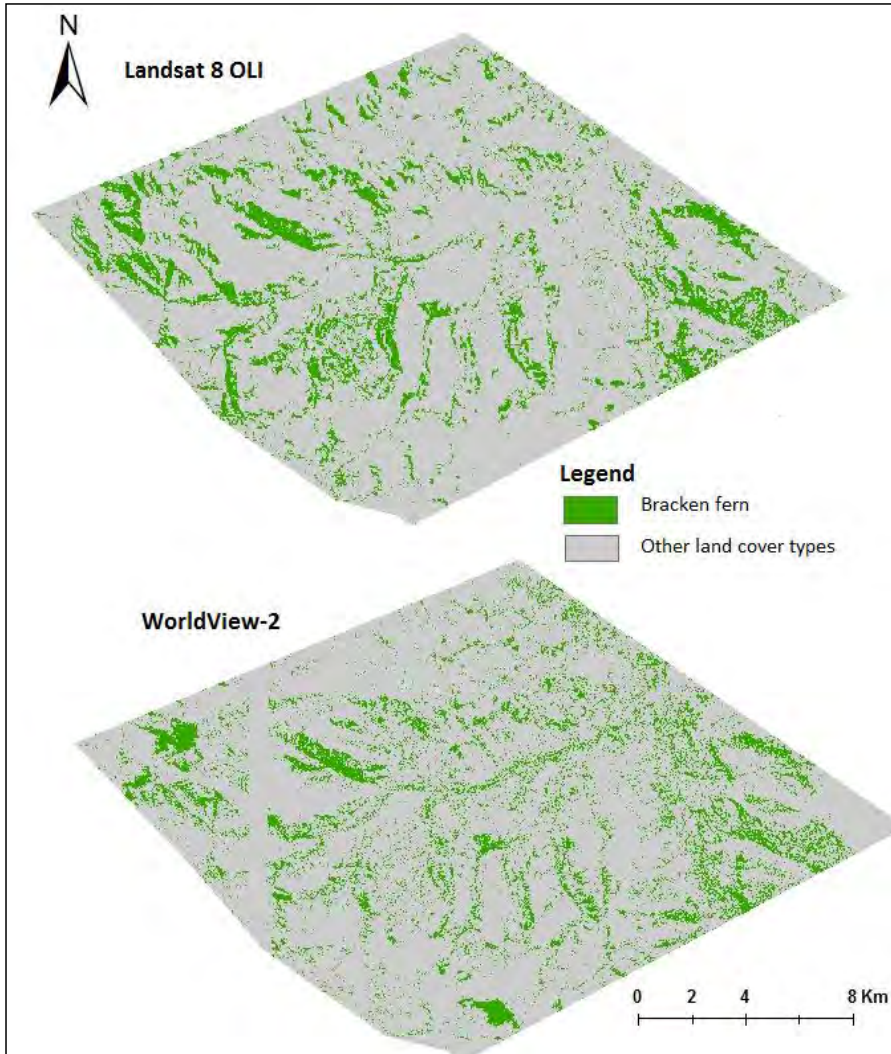 N
Landsat 8 OLI
Legend
Bracken fern
Other land cover types
WorldView-2
0 2 4 8 Km